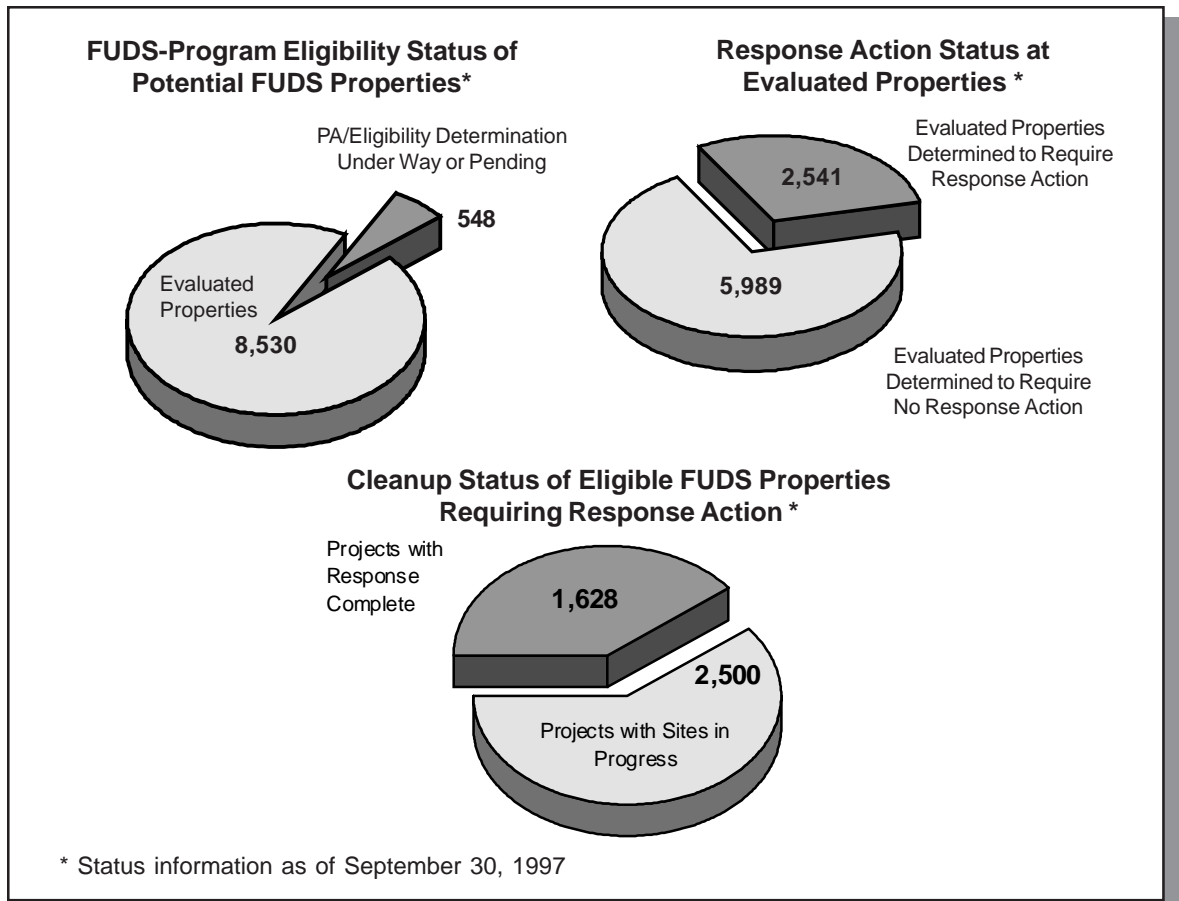 FUDS-Program Eligibility Status of
Potential FUDS Properties*
PA/Eligibility Determination
Under Way or Pending
548
Evaluated
Properties
8,530
Response Action Status at
Evaluated Properties *
Evaluated Properties
Determined to Require
Response Action
2,541
5,989
Evaluated Properties
Determined to Require
No Response Action
Cleanup Status of Eligible FUDS Properties
Requiring Response Action *
Projects with
Response
Complete
1,628
2,500
Projects with Sites in
Progress
* Status information as of September 30, 1997